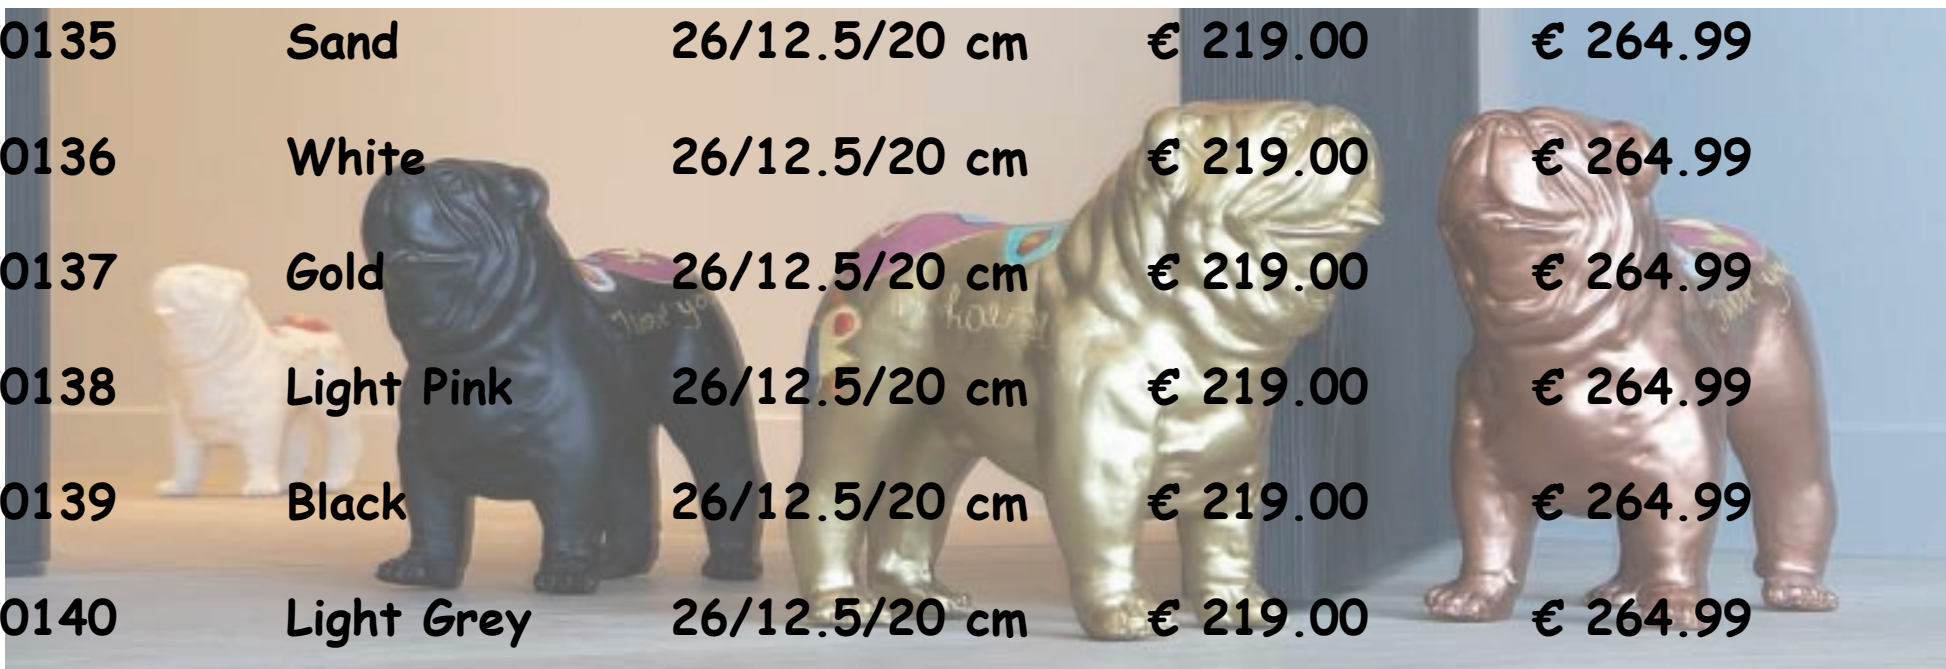 0135 Sand 26/12.5/20 cm € 219.00 € 264.99
0136 White 26/12.5/20 cm € 219.00 € 264.99
0137 Gold 26/12.5/20 cm € 219.00 € 264.99
0138 Light Pink 26/12.5/20 cm € 219.00 € 264.99
0139 Black 26/12.5/20 cm € 219.00 € 264.99
0140 Light Grey 26/12.5/20 cm € 219.00 € 264.99